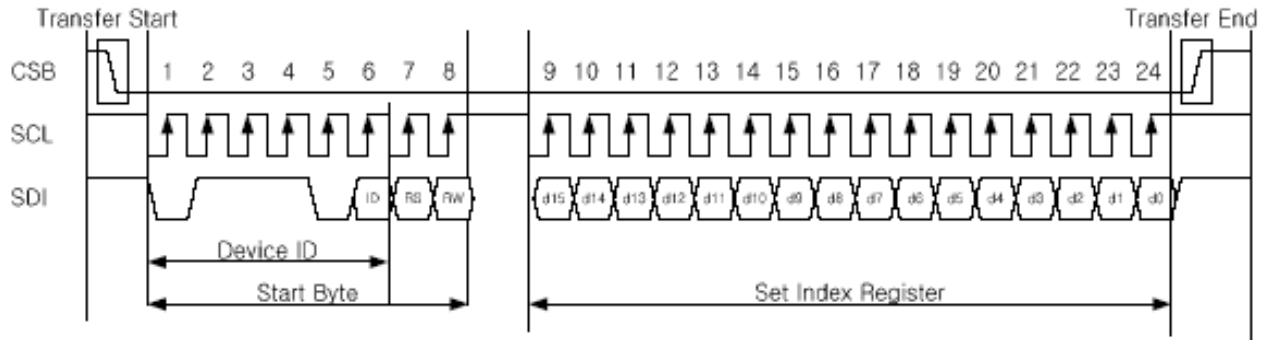 Transfer Start Transfer End
CSB 1 2 3 4 5 6 7 8 9 10 11 12 13 14 15 16 17 18 19 20 21 22 23 24
SCL
SDI ID RS RW d15 d14 d13 d12 d11 d10 d9 d8 d7 d6 d5 d4 d3 d2 d1 d0
Device ID
Start Byte Set Index Register